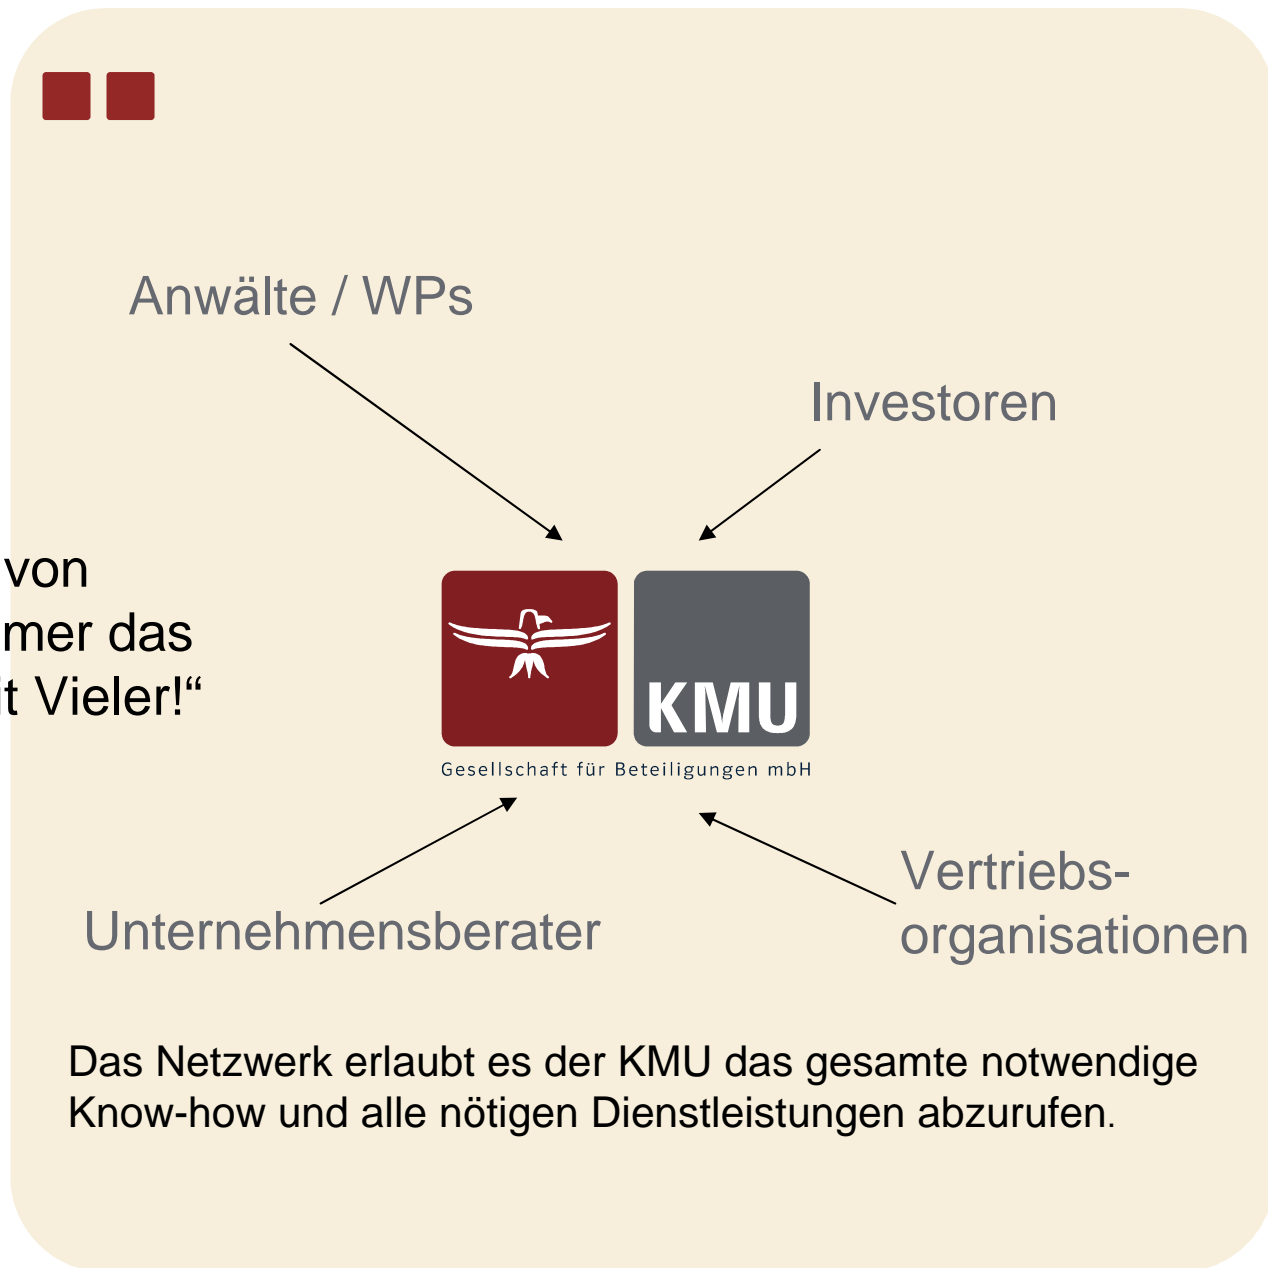 Anwälte / WPs
Investoren
von
mer das
it Vieler!“
KMU
Gesellschaft für Beteiligungen mbH
Unternehmensberater
Vertriebs-
organisationen
Das Netzwerk erlaubt es der KMU das gesamte notwendige
Know-how und alle nötigen Dienstleistungen abzurufen.